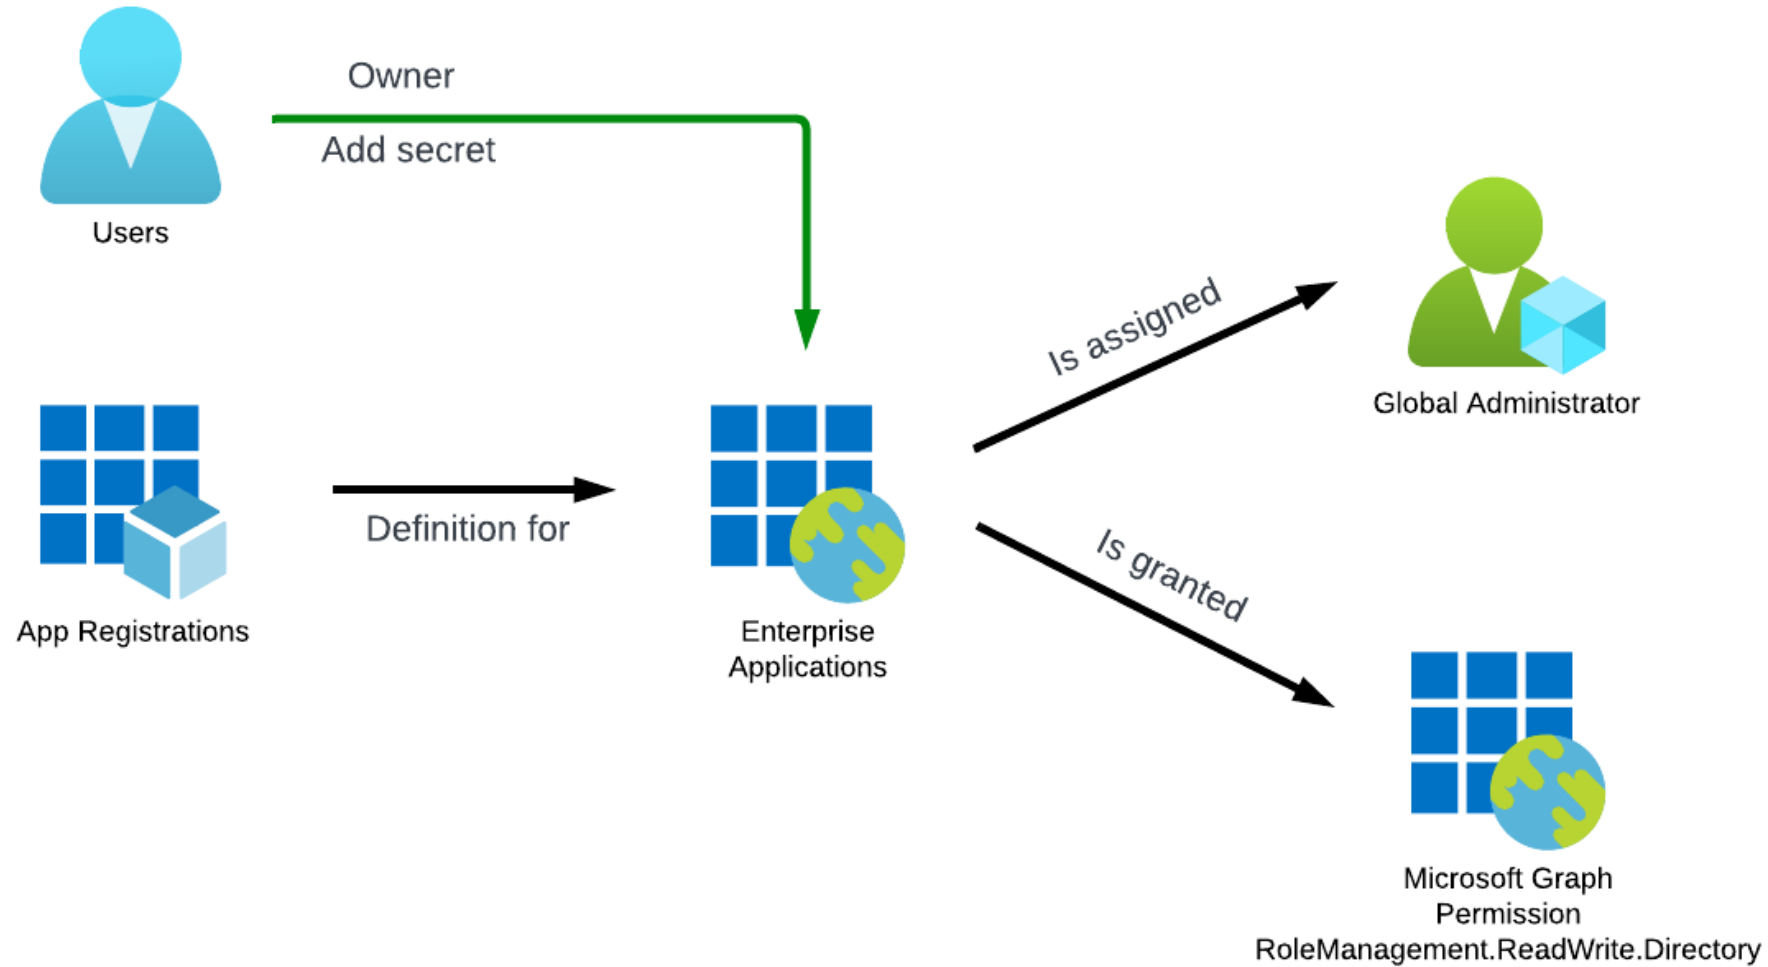 Owner
Add secret
Users
Is assigned
Global Administrator
Definition for
App Registrations
Enterprise
Applications
Is granted
Microsoft Graph
Permission
RoleManagement.ReadWrite.Directory